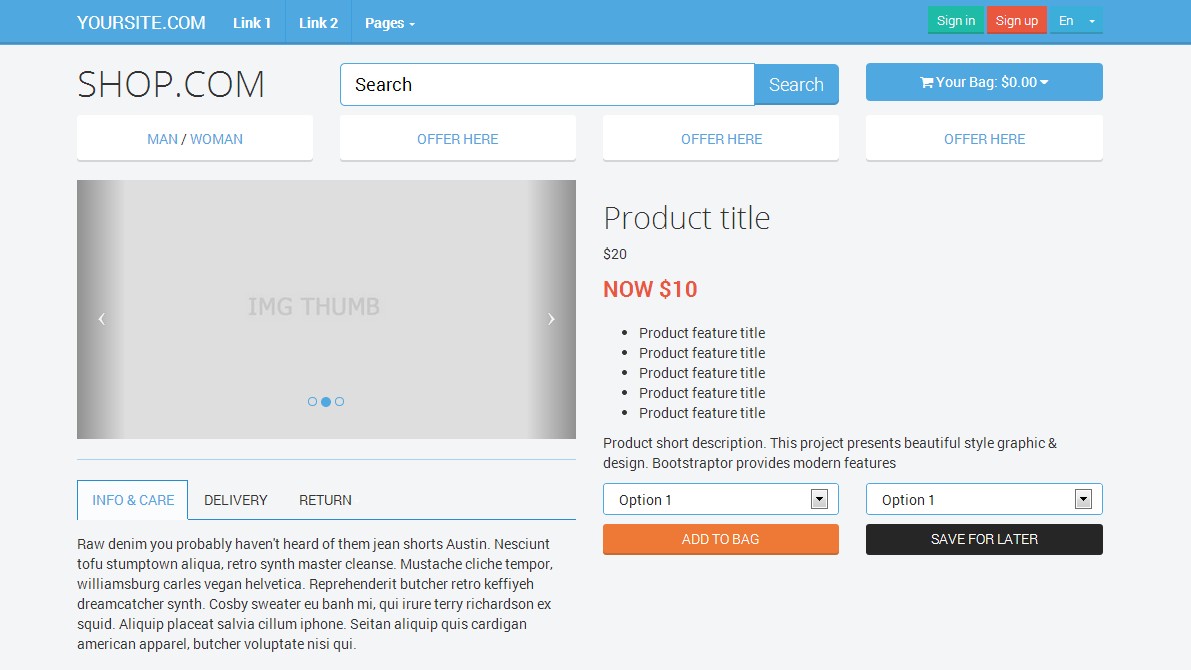 YOURSITE.COM Link 1 Link 2 Pages Sign in Sign up En
SHOP.COM Search Search Your Bag: $0.00
MAN / WOMAN OFFER HERE OFFER HERE OFFER HERE
IMG THUMB
INFO & CARE DELIVERY RETURN
Raw denim you probably haven't heard of them jean shorts Austin. Nesciunt
tofu stumptown aliqua, retro synth master cleanse. Mustache cliche tempor,
williamsburg carles vegan helvetica. Reprehenderit butcher retro keffiyeh
dreamcatcher synth. Cosby sweater eu banh mi, qui irure terry richardson ex
squid. Aliquip placeat salvia cillum iphone. Seitan aliquip quis cardigan
american apparel, butcher voluptate nisi qui.
Product title
$20
NOW $10
Product feature title
Product feature title
Product feature title
Product feature title
Product feature title
Product short description. This project presents beautiful style graphic &
design. Bootstraptor provides modern features
Option 1 Option 1
ADD TO BAG SAVE FOR LATER